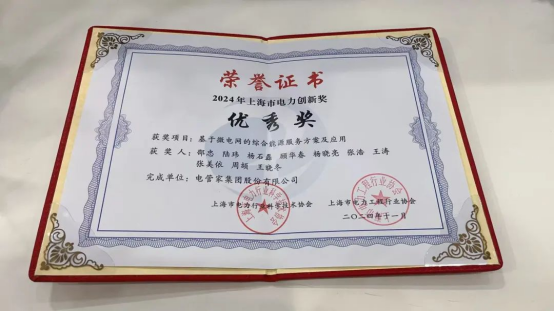 荣誉证书
2024年上海市电力创新奖
优秀奖
获奖项目：基于微电网的综合能源服务方案及应用
获奖人：邵忠 陆玮 杨石磊 顾华春 杨晓亮 张浩 王涛
张美依 周颉 王晓冬
完成单位：电管家集团股份有限公司
上海市电力行业科学技术协会 上海市电力工程行业协会
二〇二四年十一月